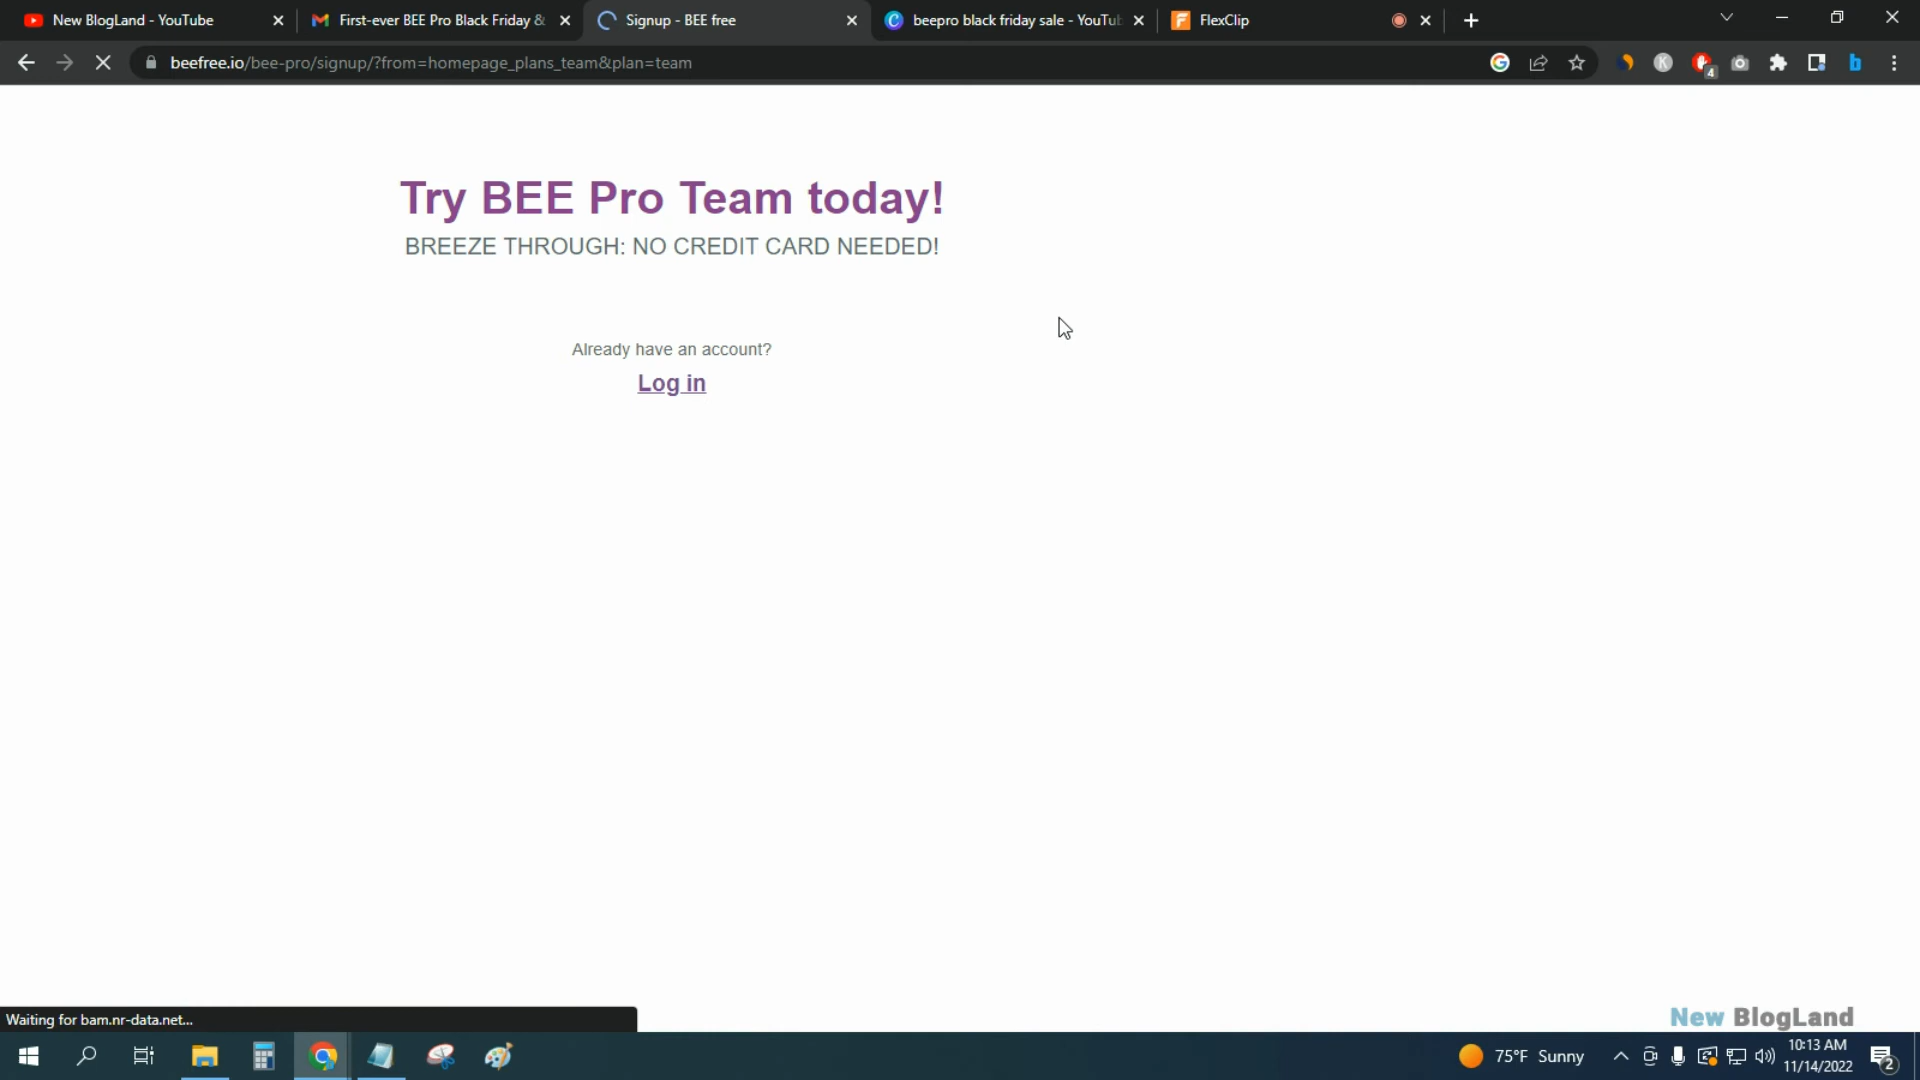 New BlogLand - YouTube
First-ever BEE Pro Black Friday &
Signup - BEE free
beepro black friday sale - YouTub
FlexClip
beefree.io/bee-pro/signup/?from=homepage_plans_team&plan=team
4
Try BEE Pro Team today!
BREEZE THROUGH: NO CREDIT CARD NEEDED!
Already have an account?
Log in
Waiting for bam.nr-data.net...
New BlogLand
75°F Sunny
10:13 AM
11/14/2022
2